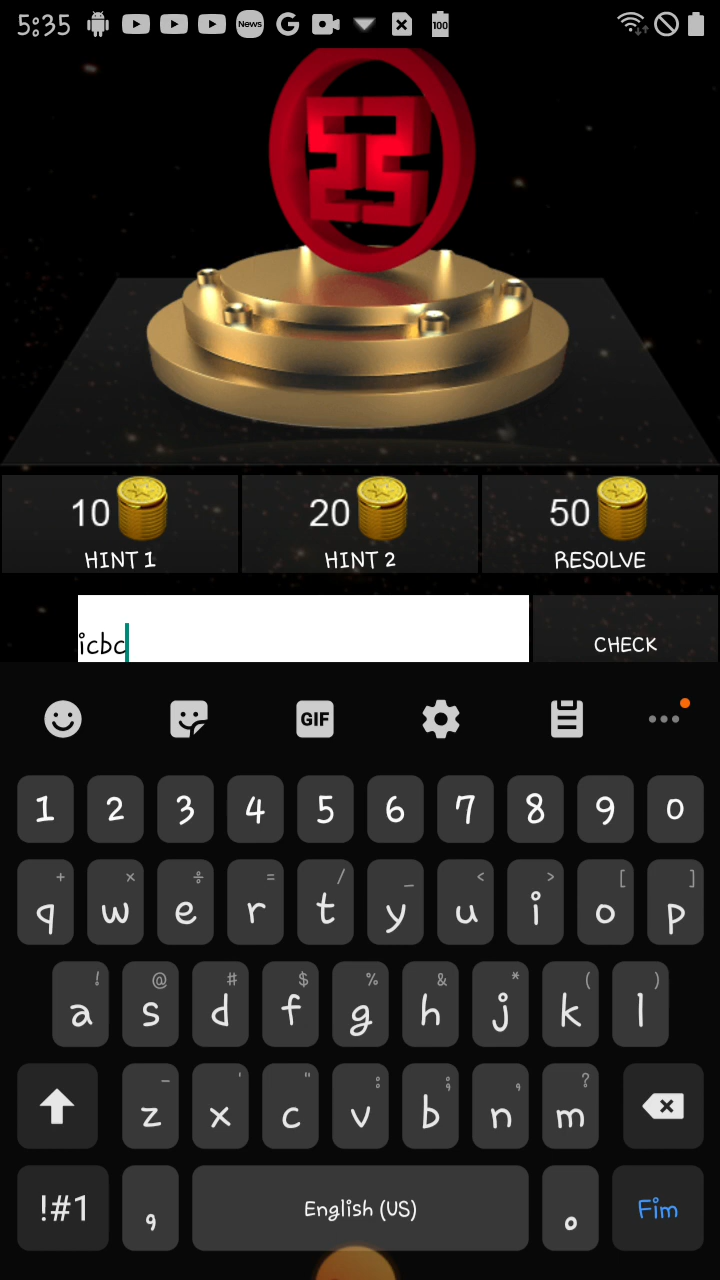 5:35 News G 100
10 20 50
HINT 1 HINT 2 RESOLVE
icbc CHECK
GIF
1 2 3 4 5 6 7 8 9 0
+ × ÷ = / _ < > [ ]
q w e r t y u i o p
! @ # $ % & * ( )
a s d f g h j k l
- ' " : ; , ?
z x c v b n m
!#1 , English (US) . Fim